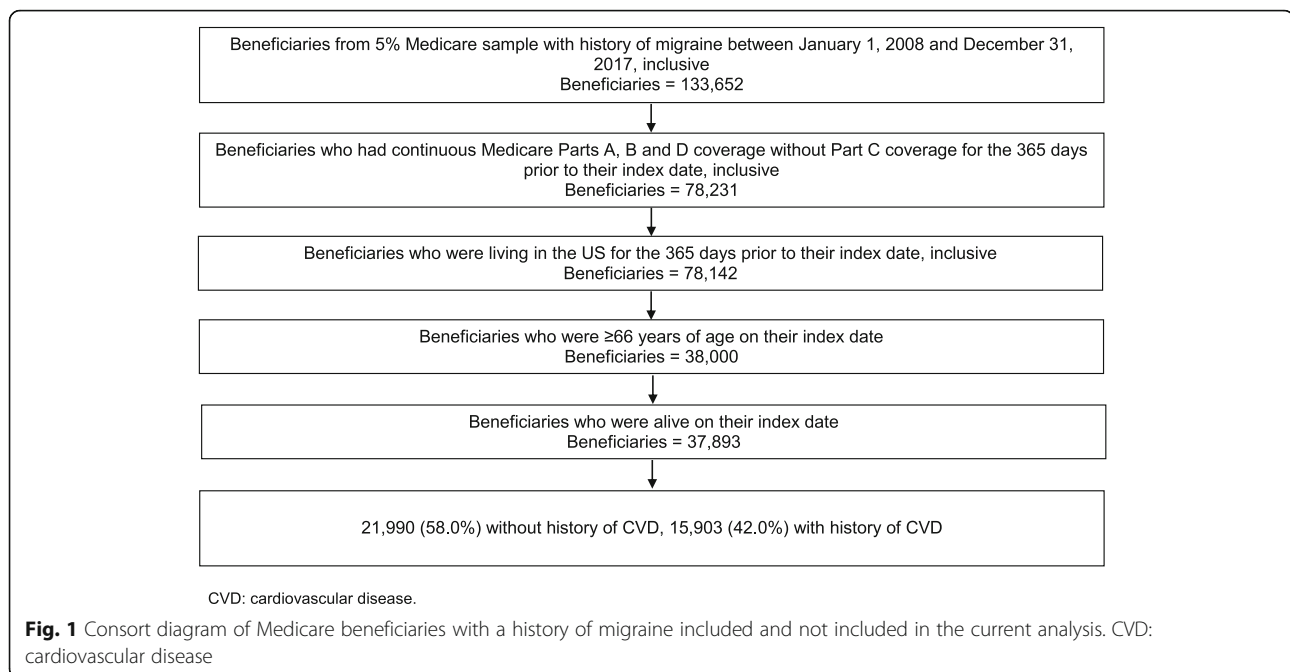 Beneficiaries from 5% Medicare sample with history of migraine between January 1, 2008 and December 31,
2017, inclusive
Beneficiaries = 133,652
Beneficiaries who had continuous Medicare Parts A, B and D coverage without Part C coverage for the 365 days
prior to their index date, inclusive
Beneficiaries = 78,231
Beneficiaries who were living in the US for the 365 days prior to their index date, inclusive
Beneficiaries = 78,142
Beneficiaries who were ≥66 years of age on their index date
Beneficiaries = 38,000
Beneficiaries who were alive on their index date
Beneficiaries = 37,893
21,990 (58.0%) without history of CVD, 15,903 (42.0%) with history of CVD
CVD: cardiovascular disease.
Fig. 1 Consort diagram of Medicare beneficiaries with a history of migraine included and not included in the current analysis. CVD:
cardiovascular disease